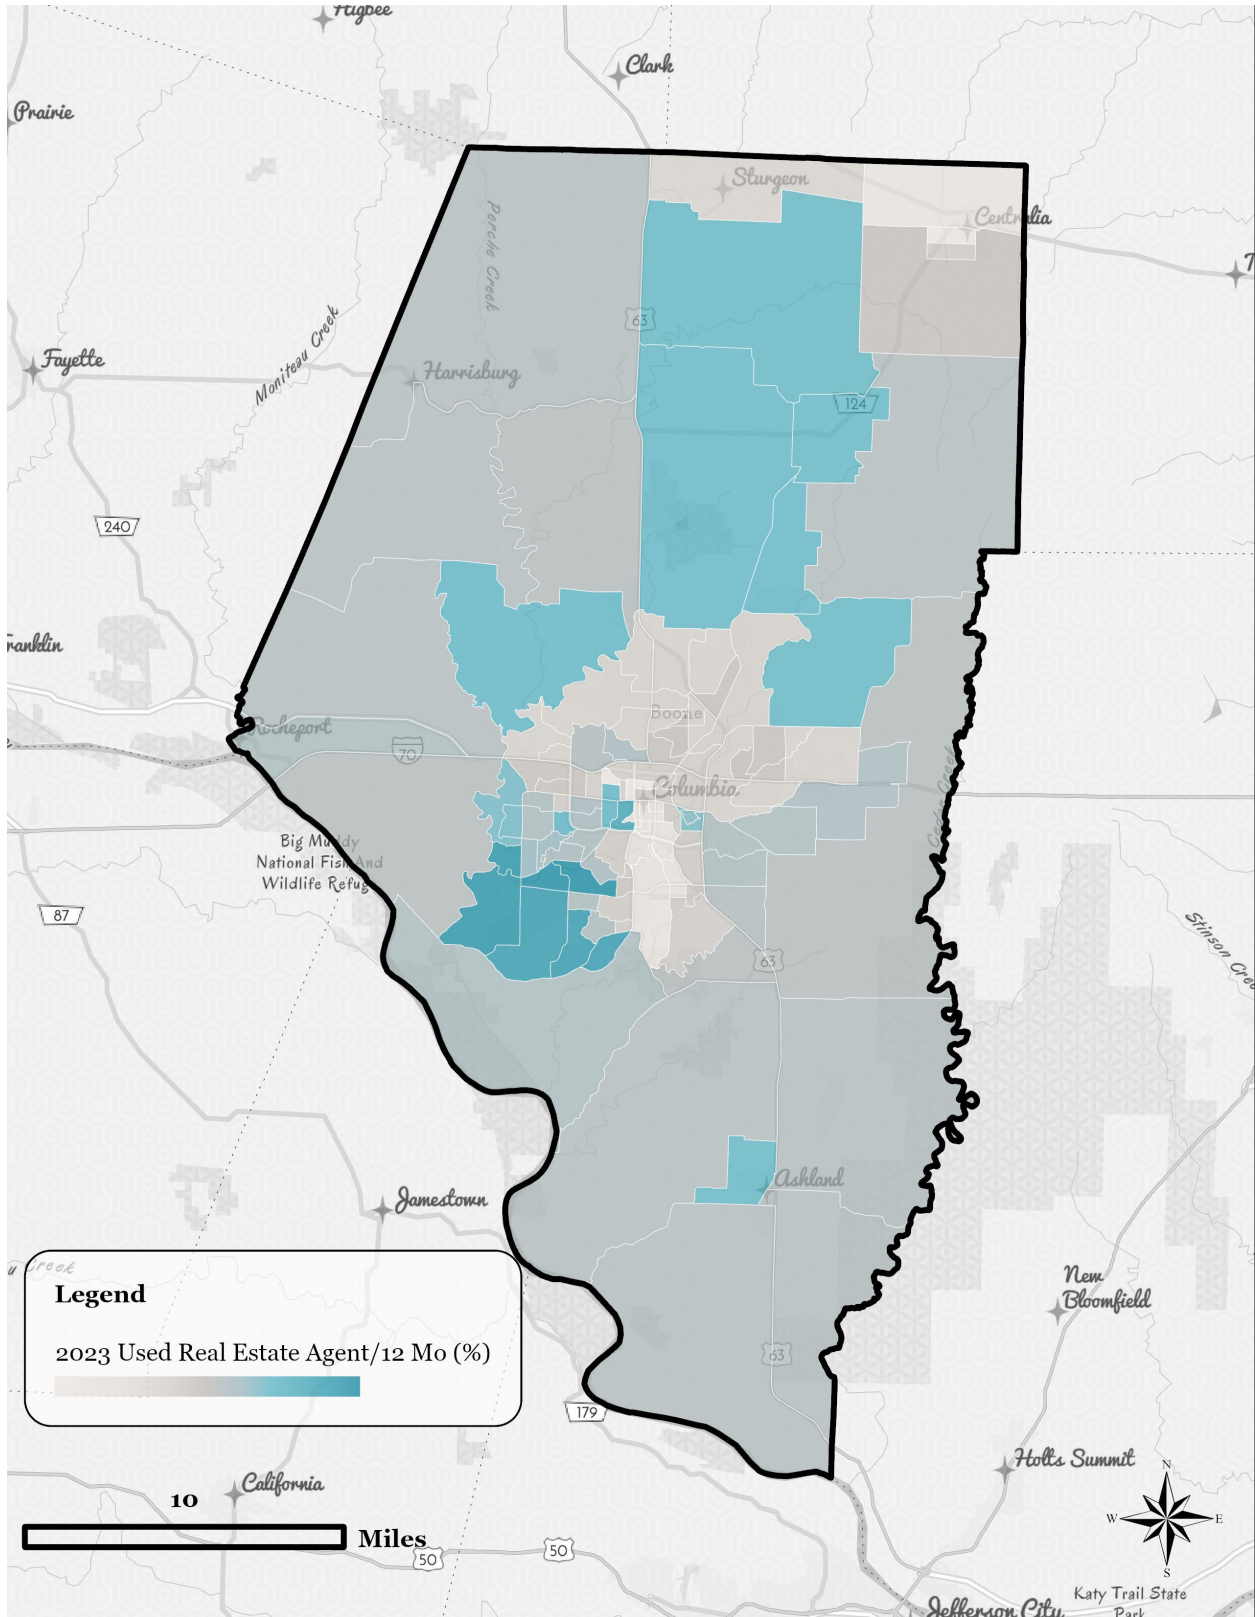 Higbee
Clark
Prairie
Sturgeon
Centralia
Perche Creek
63
Moniteau Creek
Fayette
Harrisburg
124
240
ranklin
Boone
Rocheport
70
Columbia
Cedar Creek
Big Muddy
National Fish And
Wildlife Refug
87
Stinson Cree
63
Ashland
Jamestown
u Creek
New
Bloomfield
Legend
2023 Used Real Estate Agent/12 Mo (%)
63
179
Holts Summit
California
10
Miles
50
50
N
W
E
S
Katy Trail State
Park
Jefferson City